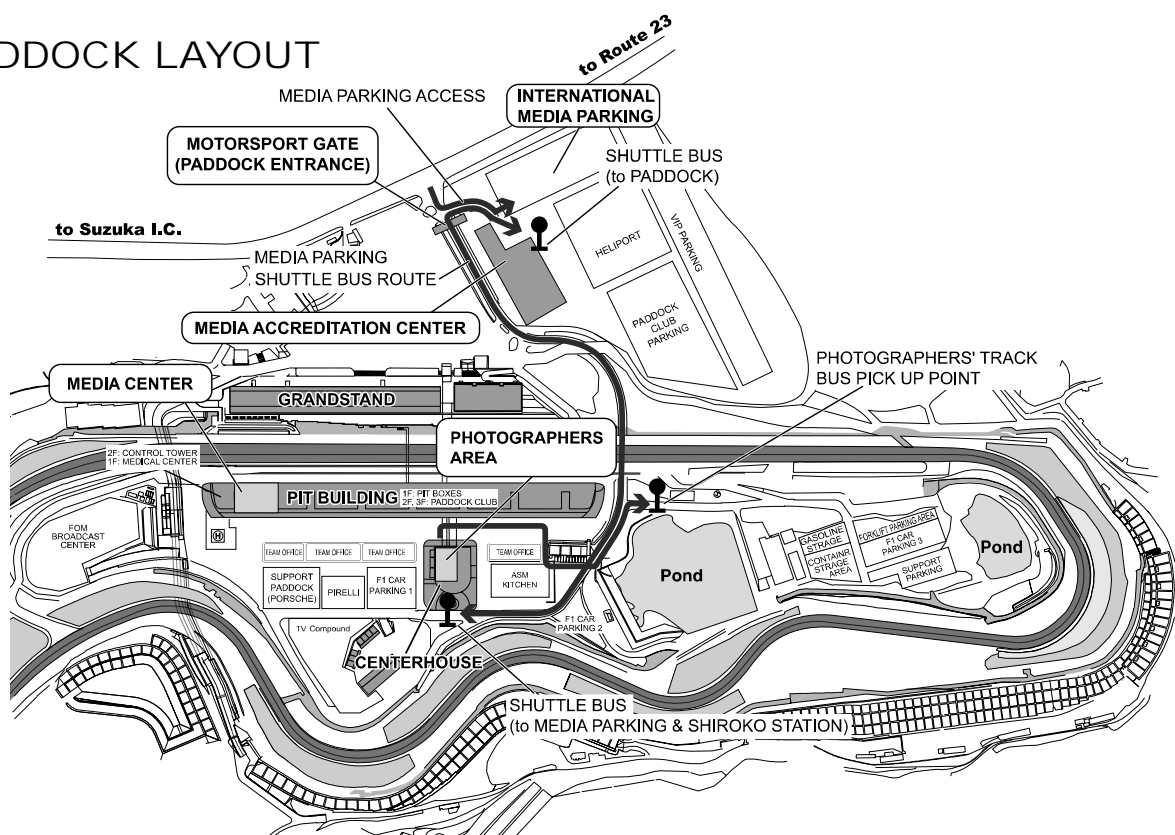 DDOCK LAYOUT
to Route 23
MEDIA PARKING ACCESS
INTERNATIONAL
MEDIA PARKING
MOTORSPORT GATE
(PADDOCK ENTRANCE)
SHUTTLE BUS
(to PADDOCK)
to Suzuka I.C.
VIP PARKING
HELIPORT
MEDIA PARKING
SHUTTLE BUS ROUTE
PADDOCK
CLUB
PARKING
MEDIA ACCREDITATION CENTER
PHOTOGRAPHERS' TRACK
BUS PICK UP POINT
MEDIA CENTER
GRANDSTAND
PHOTOGRAPHERS
AREA
2F: CONTROL TOWER
1F: MEDICAL CENTER
PIT BUILDING
1F: PIT BOXES
2F, 3F: PADDOCK CLUB
FOM
BROADCAST
CENTER
H
GASOLINE
STRAGE
FORKLIFT PARKING AREA
F1 CAR
PARKING 3
CONTAINR
STRAGE
AREA
SUPPORT
PARKING
Pond
TEAM OFFICE
TEAM OFFICE
TEAM OFFICE
TEAM OFFICE
SUPPORT
PADDOCK
(PORSCHE)
PIRELLI
F1 CAR
PARKING 1
ASM
KITCHEN
Pond
F1 CAR
PARKING 2
TV Compound
CENTERHOUSE
SHUTTLE BUS
(to MEDIA PARKING & SHIROKO STATION)